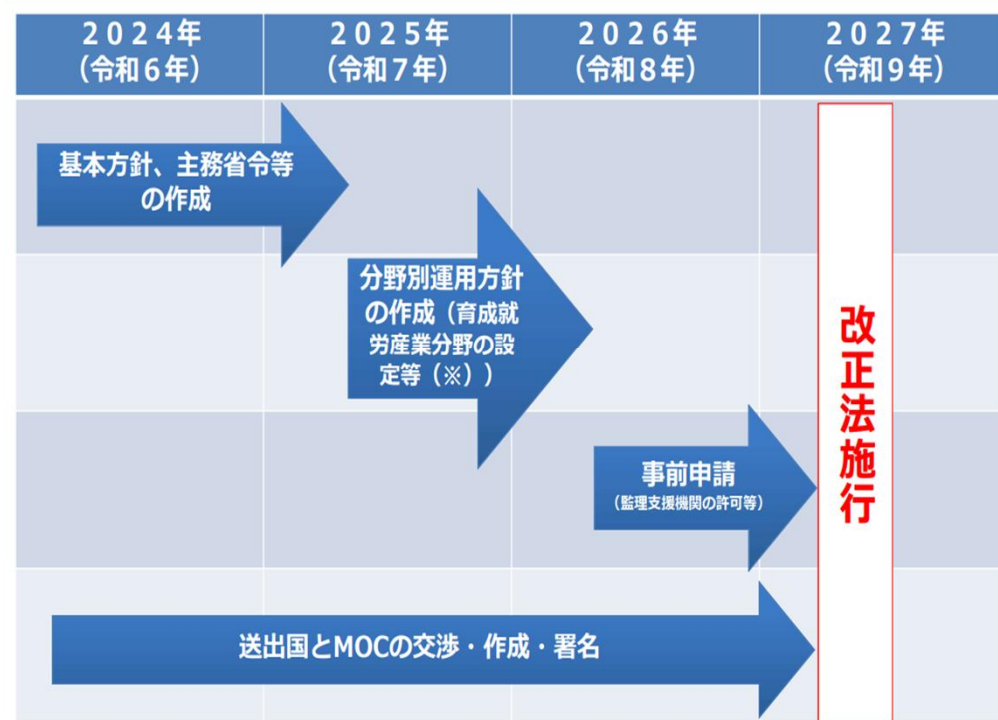 ２０２４年
（令和６年）
２０２５年
（令和７年）
２０２６年
（令和８年）
２０２７年
（令和９年）
基本方針、主務省令等
の作成
分野別運用方針
の作成（育成就
労産業分野の設
定等（※））
事前申請
（監理支援機関の許可等）
送出国とMOCの交渉・作成・署名
改正法施行